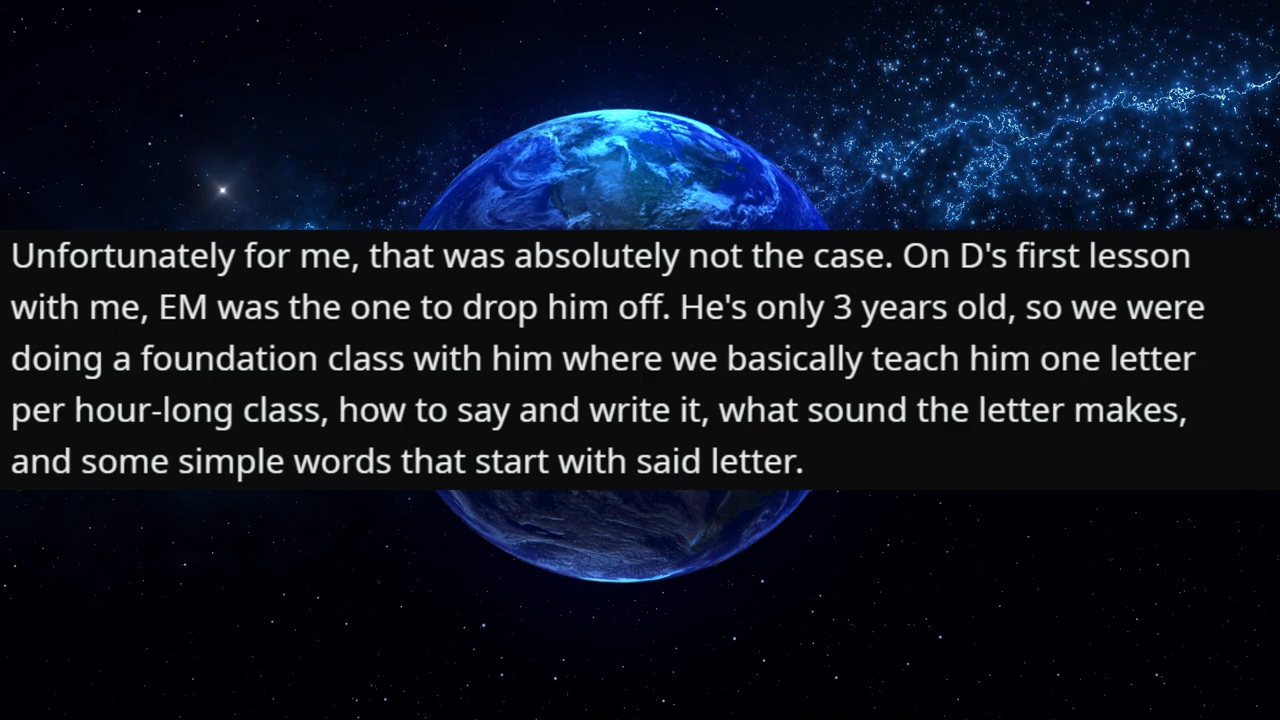 Unfortunately for me, that was absolutely not the case. On D's first lesson
with me, EM was the one to drop him off. He's only 3 years old, so we were
doing a foundation class with him where we basically teach him one letter
per hour-long class, how to say and write it, what sound the letter makes,
and some simple words that start with said letter.